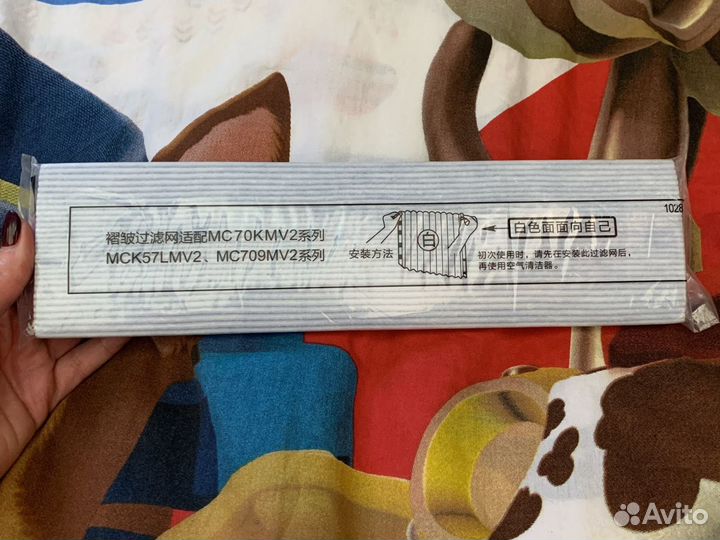 褶皱过滤网适配MC70KMV2系列
MCK57LMV2、MC709MV2系列
安装方法
白
白色面面向自己
初次使用时，请先在安装此过滤网后，
再使用空气清洁器。
1028
Avito